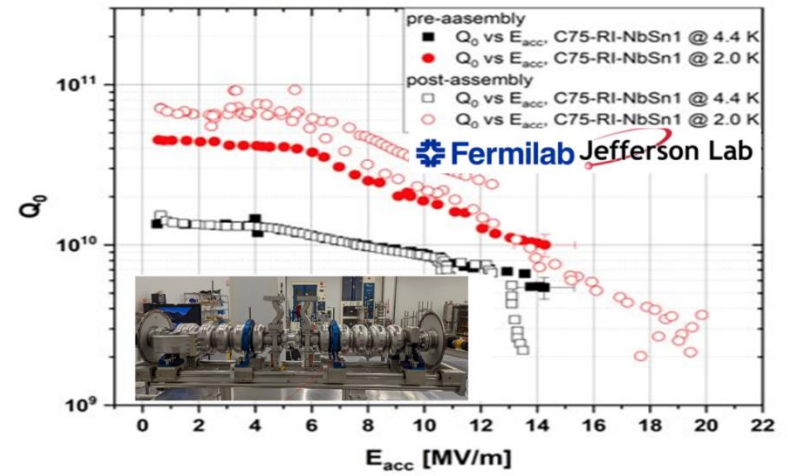 pre-aasembly
Q₀ vs Eacc, C75-RI-NbSn1 @ 4.4 K
Q₀ vs Eacc, C75-RI-NbSn1 @ 2.0 K
post-assembly
Q₀ vs Eacc, C75-RI-NbSn1 @ 4.4 K
Q₀ vs Eacc, C75-RI-NbSn1 @ 2.0 K
Fermilab Jefferson Lab
10¹¹
10¹⁰
10⁹
Q₀
0 2 4 6 8 10 12 14 16 18 20 22
Eacc [MV/m]